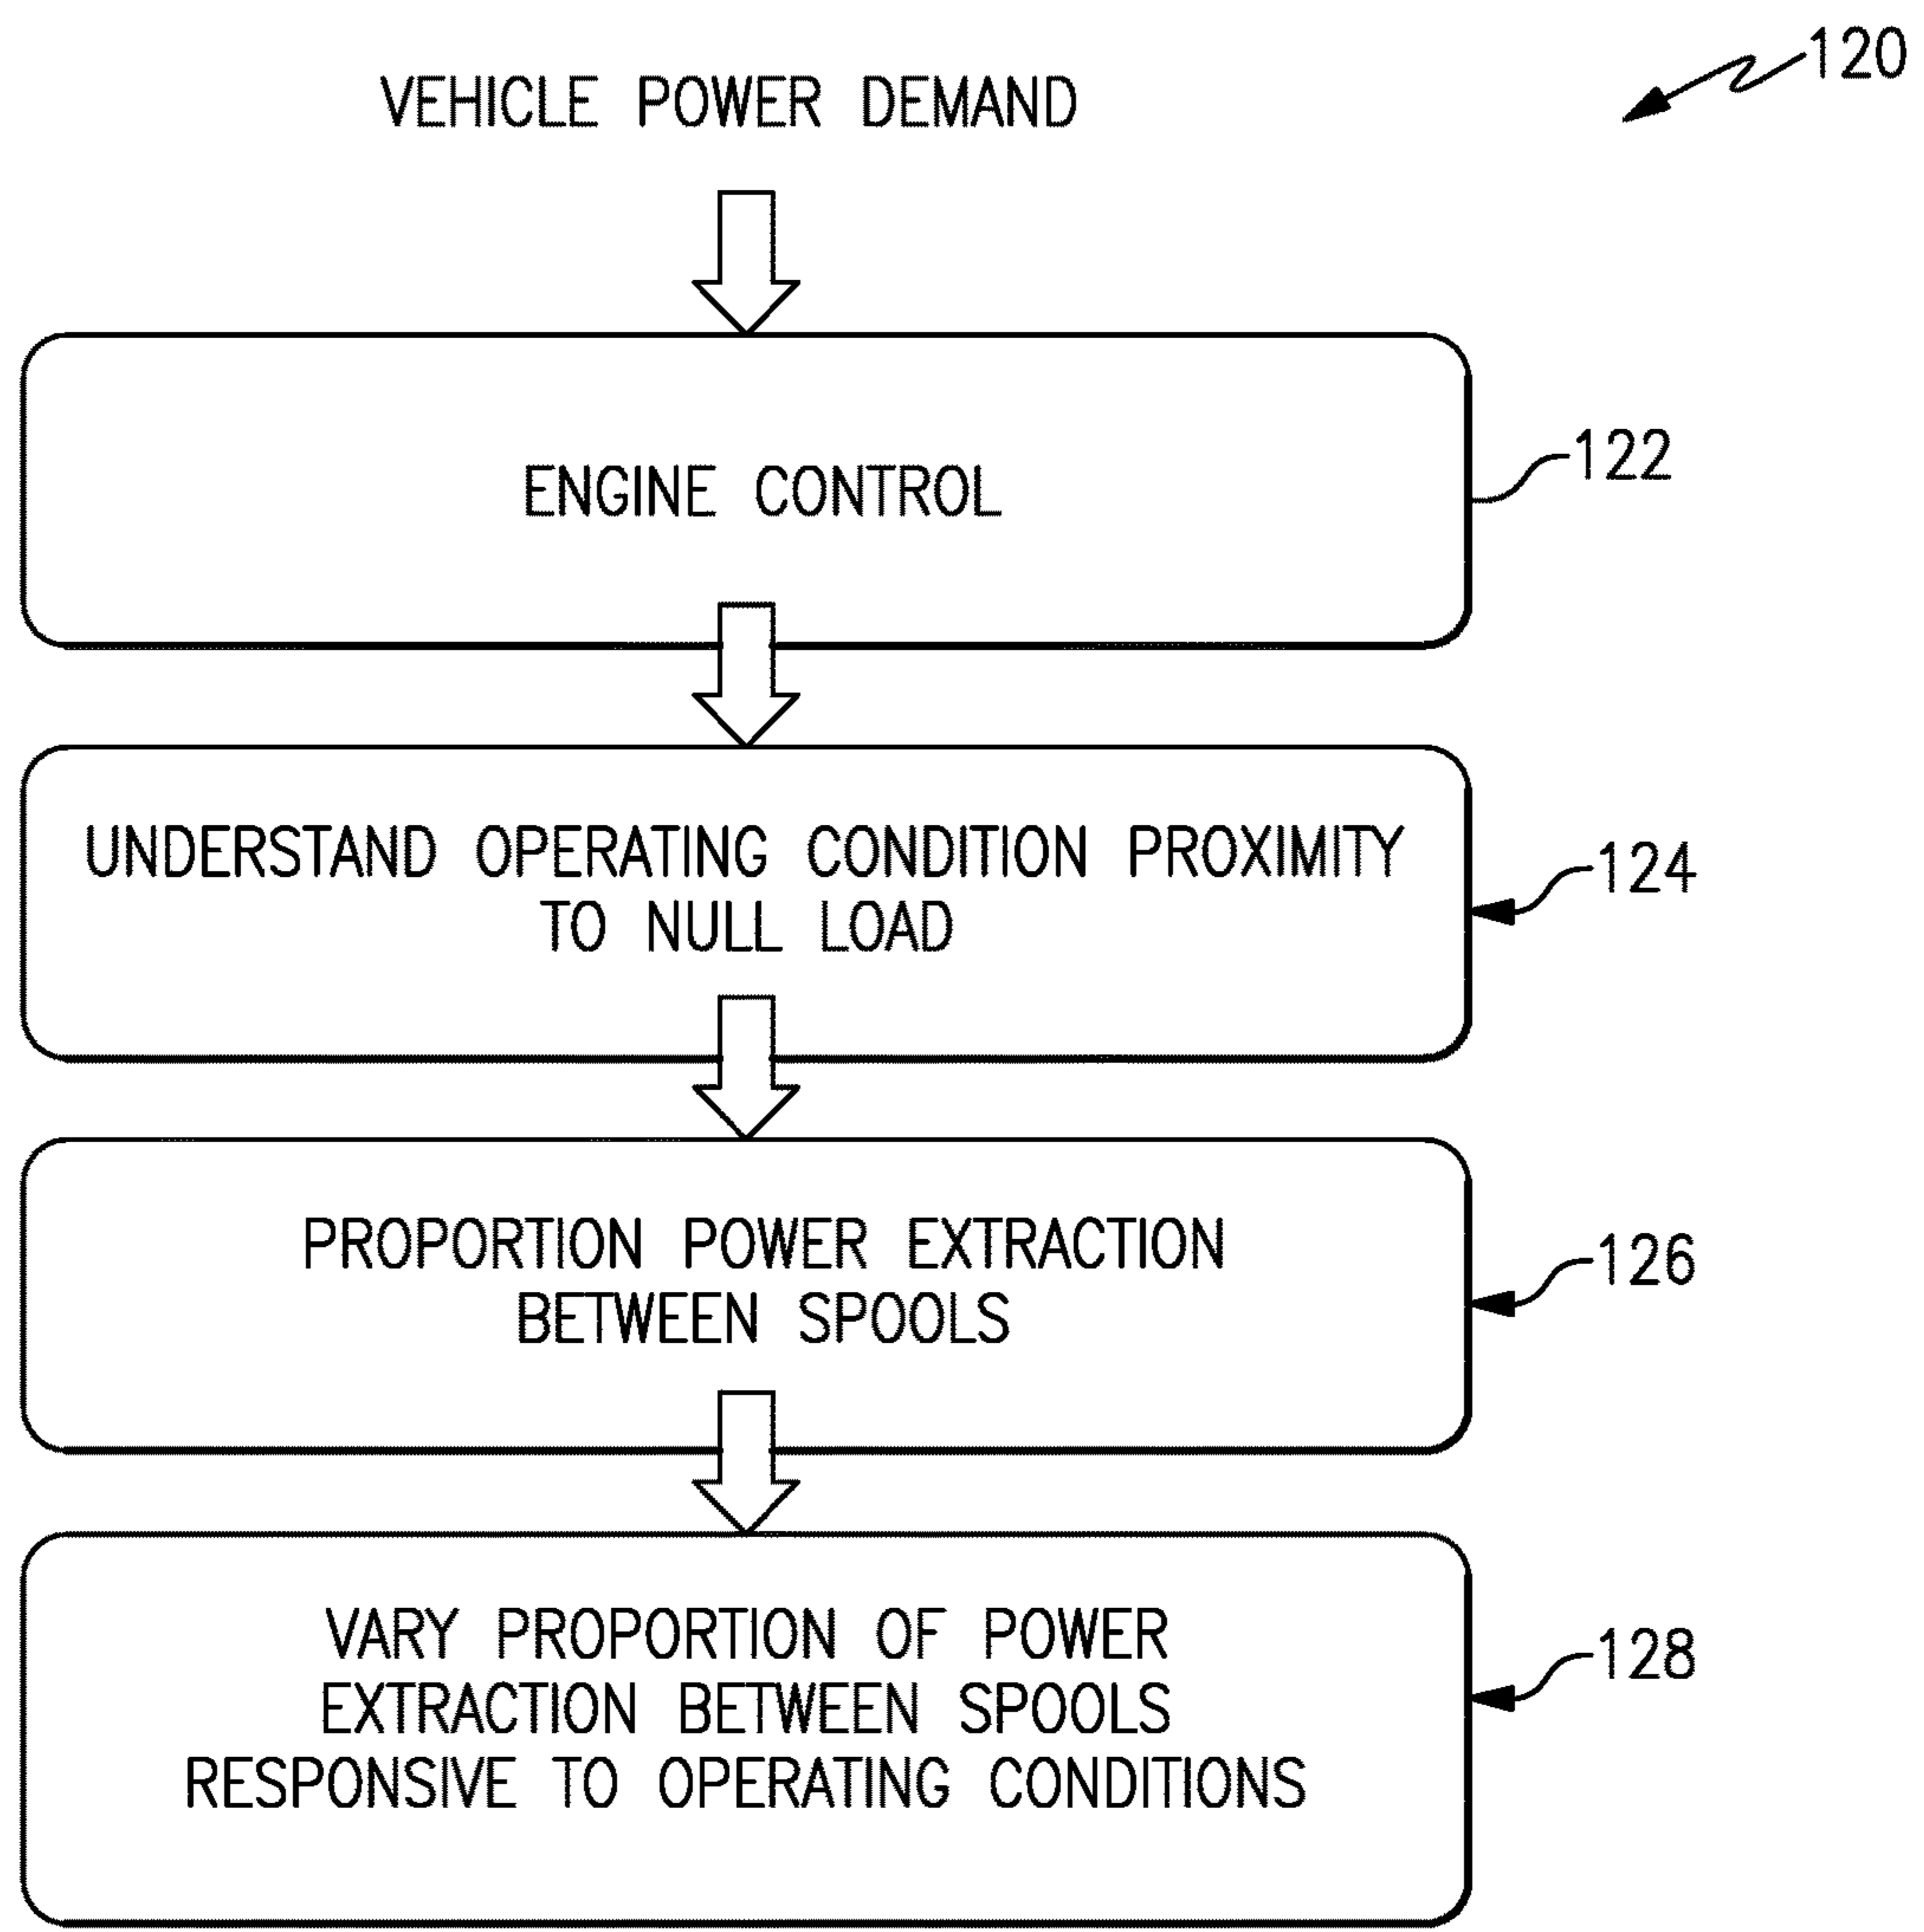 120
VEHICLE POWER DEMAND
ENGINE CONTROL
122
UNDERSTAND OPERATING CONDITION PROXIMITY
TO NULL LOAD
124
PROPORTION POWER EXTRACTION
BETWEEN SPOOLS
126
VARY PROPORTION OF POWER
EXTRACTION BETWEEN SPOOLS
RESPONSIVE TO OPERATING CONDITIONS
128